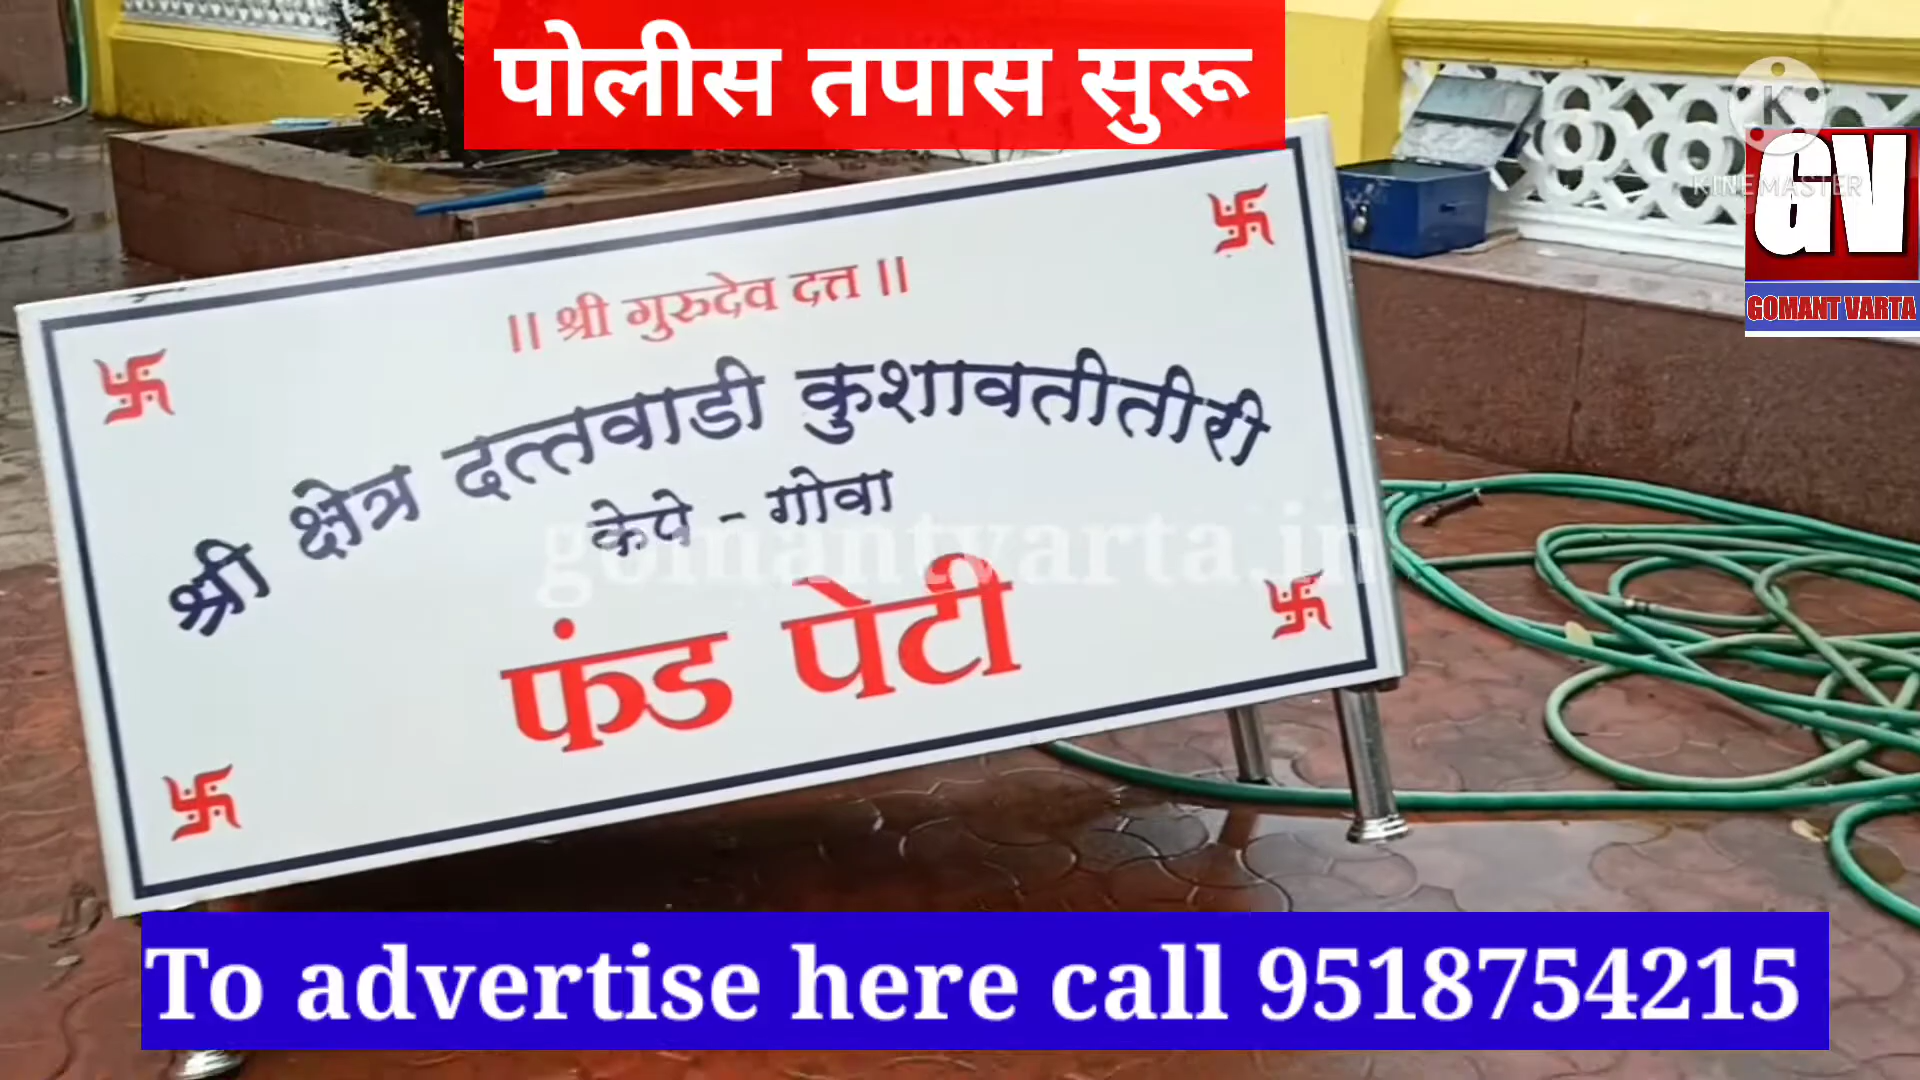 पोलीस तपास सुरू
K
KINEMASTER
GV
GOMANT VARTA
|| श्री गुरुदेव दत्त ||
श्री क्षेत्र दत्तवाडी कुशावतीतीरी
केपे - गोवा
gomantvarta.in
फंड पेटी
To advertise here call 9518754215